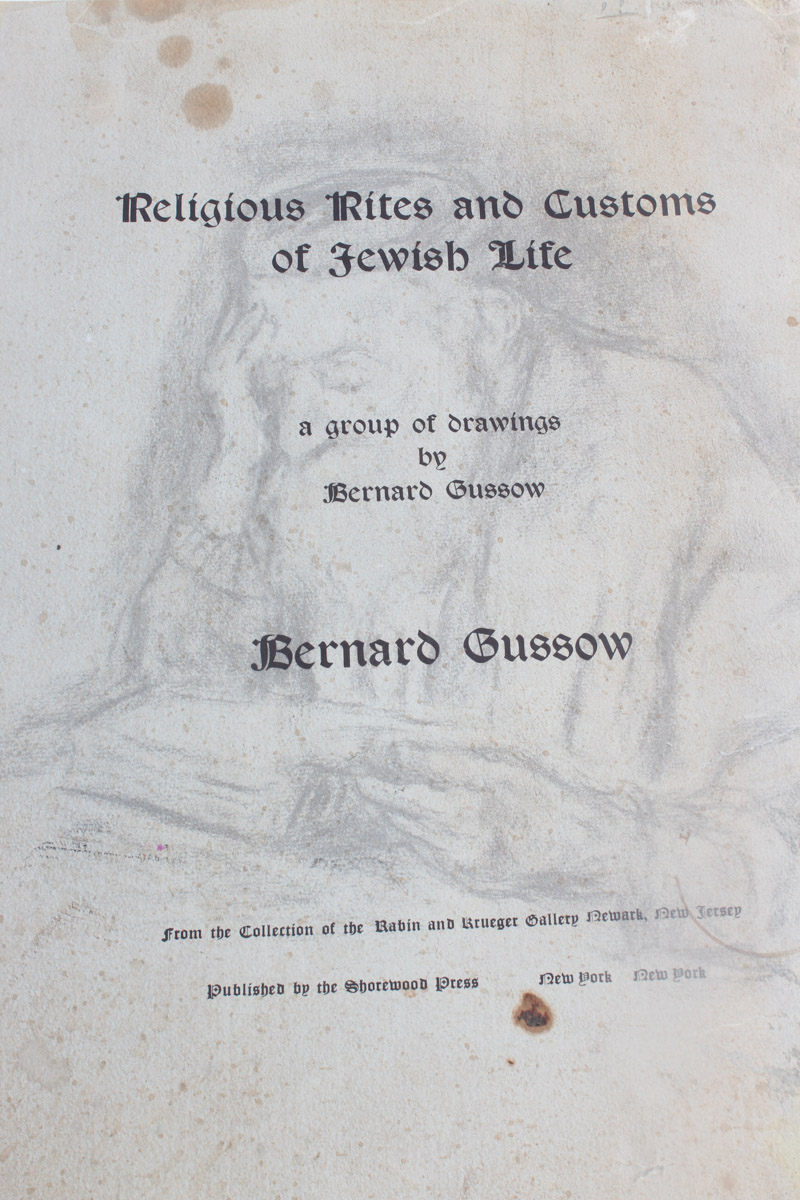 Religious Rites and Customs
of Jewish Life
a group of drawings
by
Bernard Gussow
Bernard Gussow
From the Collection of the Rabin and Krueger Gallery Newark, New Jersey
Published by the Shorewood Press New York New York